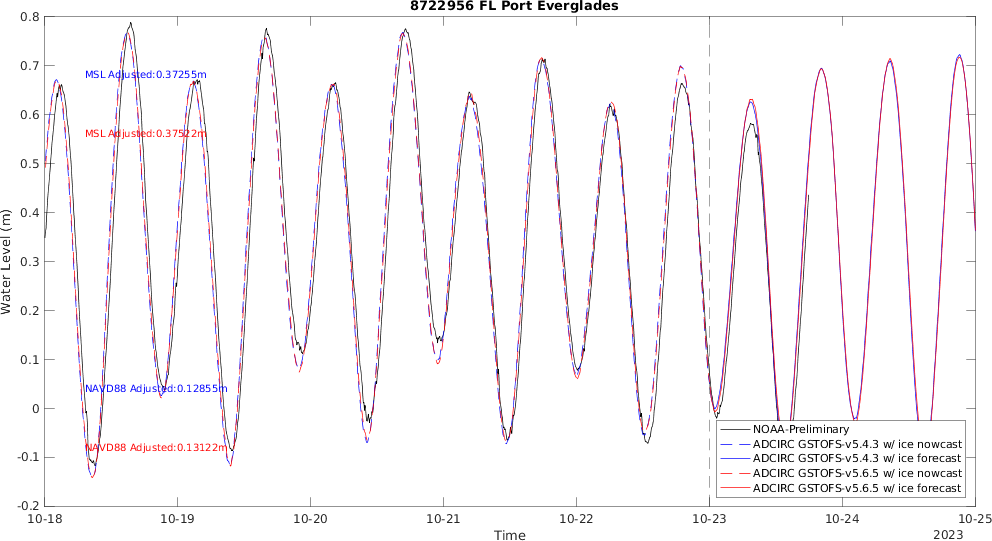 8722956 FL Port Everglades
0.8
0.7
0.6
0.5
0.4
0.3
0.2
0.1
0
-0.1
-0.2
Water Level (m)
MSL Adjusted:0.37255m
MSL Adjusted:0.37522m
NAVD88 Adjusted:0.12855m
NAVD88 Adjusted:0.13122m
NOAA-Preliminary
ADCIRC GSTOFS-v5.4.3 w/ ice nowcast
ADCIRC GSTOFS-v5.4.3 w/ ice forecast
ADCIRC GSTOFS-v5.6.5 w/ ice nowcast
ADCIRC GSTOFS-v5.6.5 w/ ice forecast
10-18 10-19 10-20 10-21 10-22 10-23 10-24 10-25
Time
2023